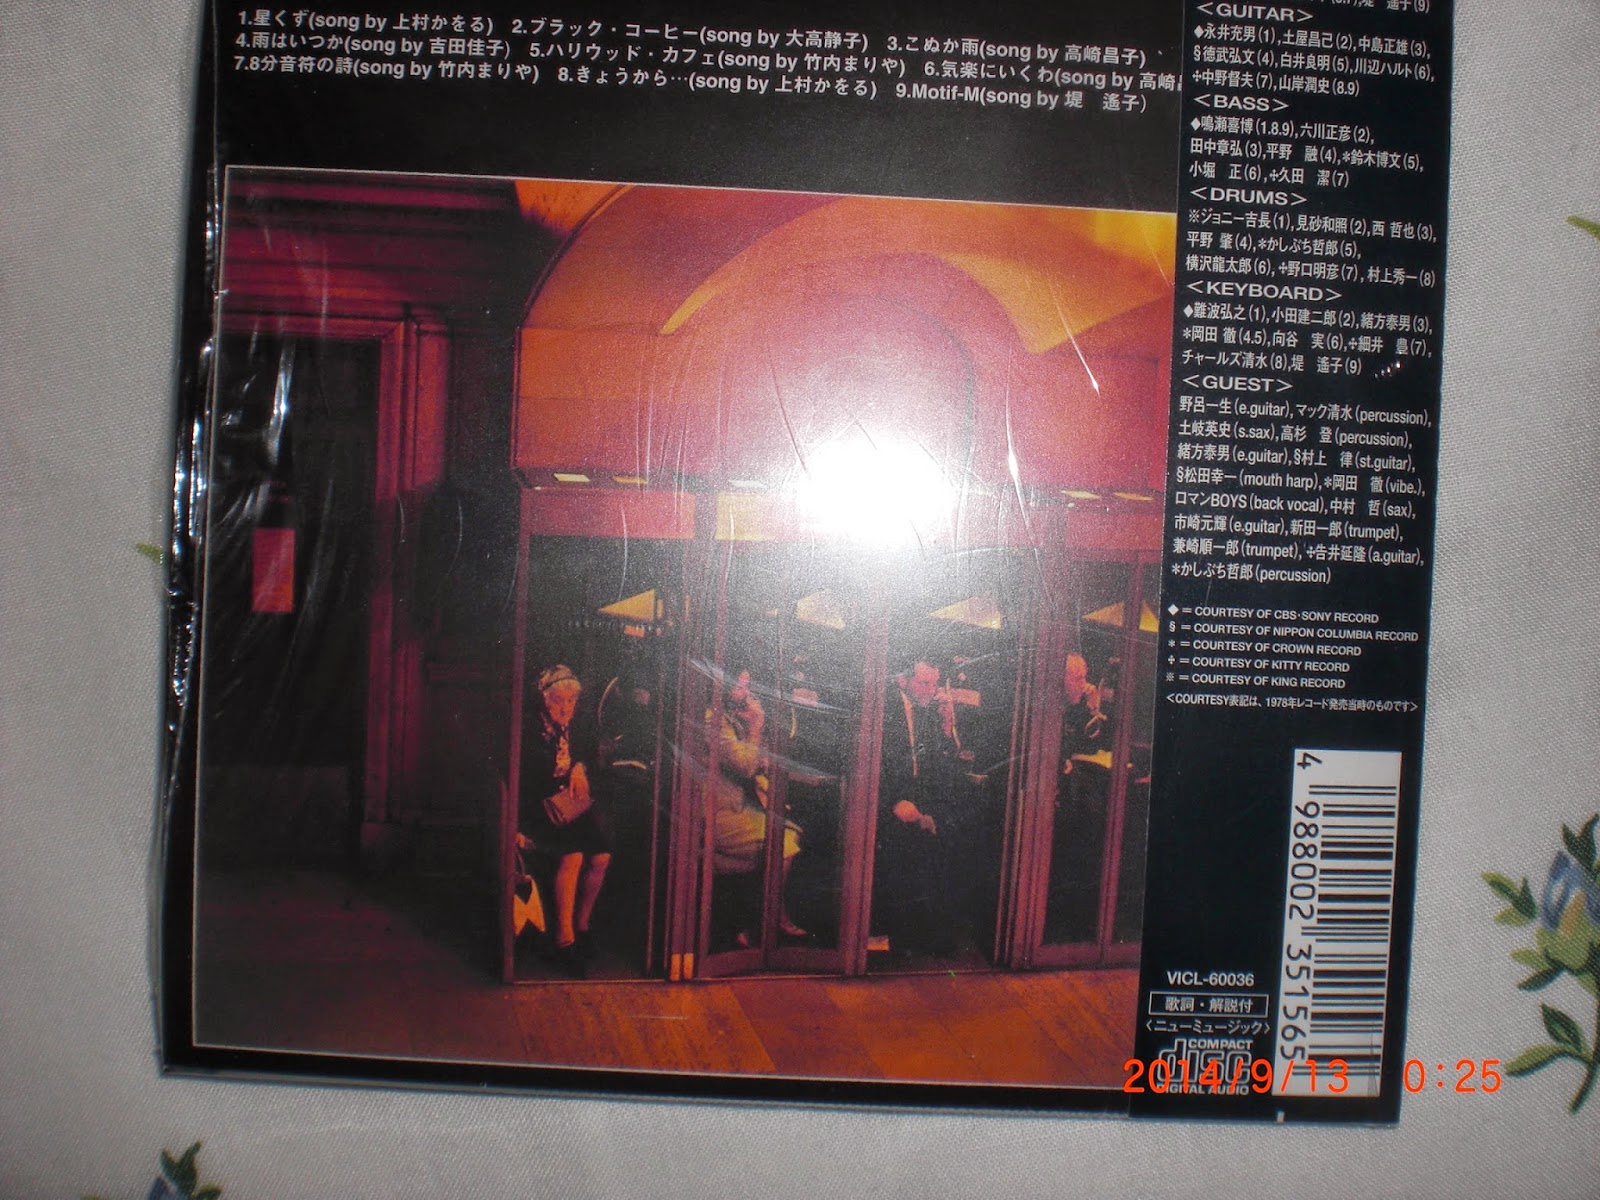 1.星くず(song by 上村かをる) 2.ブラック・コーヒー(song by 大高静子) 3.こぬか雨(song by 高崎昌子)
4.雨はいつか(song by 吉田佳子) 5.ハリウッド・カフェ(song by 竹内まりや) 6.気楽にいくわ(song by 高崎
7.8分音符の詩(song by 竹内まりや) 8.きょうから…(song by 上村かをる) 9.Motif-M(song by 堤 遙子)
堤 遙子(9)
＜GUITAR＞
◆永井充男(1),土屋昌己(2),中島正雄(3),
§徳武弘文(4),白井良明(5),川辺ハルト(6),
✢中野督夫(7),山岸潤史(8.9)
＜BASS＞
◆鳴瀬喜博(1.8.9),六川正彦(2),
田中章弘(3),平野 融(4),＊鈴木博文(5),
小堀 正(6),✢久田 潔(7)
＜DRUMS＞
※ジョニー吉長(1),見砂和照(2),西 哲也(3),
平野 肇(4),＊かしぶち哲郎(5),
横沢龍太郎(6),✢野口明彦(7),村上秀一(8)
＜KEYBOARD＞
◆難波弘之(1),小田建二郎(2),緒方泰男(3),
＊岡田 徹(4.5),向谷 実(6),✢細井 豊(7),
チャールズ清水(8),堤 遙子(9)
＜GUEST＞
野呂一生(e.guitar),マック清水(percussion),
土岐英史(s.sax),高杉 登(percussion),
緒方泰男(e.guitar),§村上 律(st.guitar),
§松田幸一(mouth harp),＊岡田 徹(vibe.),
ロマンBOYS(back vocal),中村 哲(sax),
市崎元輝(e.guitar),新田一郎(trumpet),
兼崎順一郎(trumpet),✢告井延隆(a.guitar),
＊かしぶち哲郎(percussion)
◆ = COURTESY OF CBS・SONY RECORD
§ = COURTESY OF NIPPON COLUMBIA RECORD
＊ = COURTESY OF CROWN RECORD
✢ = COURTESY OF KITTY RECORD
※ = COURTESY OF KING RECORD
＜COURTESY表記は、1978年レコード発売当時のものです＞
4 988002 351565
VICL-60036
歌詞・解説付
〈ニューミュージック〉
COMPACT
disc
DIGITAL AUDIO
2014/9/13 0:25